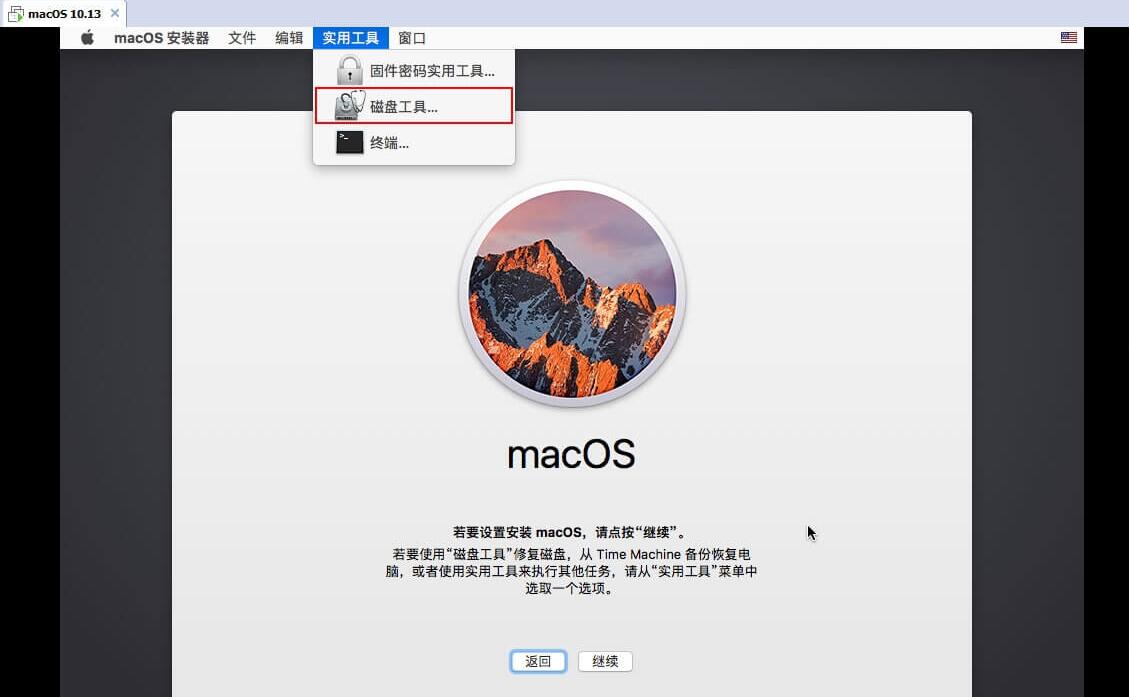 macOS 10.13
macOS 安装器 文件 编辑 实用工具 窗口
固件密码实用工具...
磁盘工具...
终端...
macOS
若要设置安装 macOS，请点按“继续”。
若要使用“磁盘工具”修复磁盘，从 Time Machine 备份恢复电
脑，或者使用实用工具来执行其他任务，请从“实用工具”菜单中
选取一个选项。
返回 继续